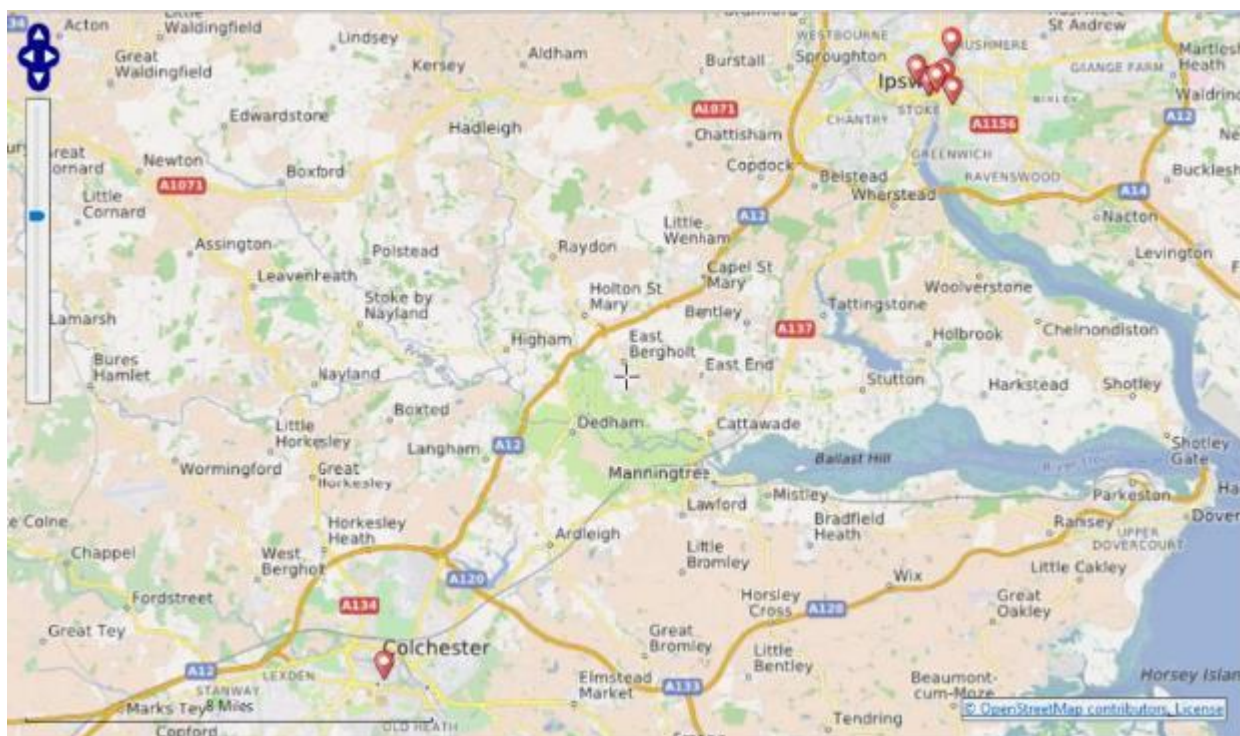 Acton
Little
Waldingfield
Lindsey
Great
Waldingfield
Kersey
Aldham
Burstall
WESTBOURNE
Sproughton
RUSHMERE
St Andrew
Martlesh
Heath
GRANGE FARM
Waldrin
BIXLEY
Ipsw
STOKE
CHANTRY
A1156
A12
A1071
Edwardstone
Hadleigh
Chattisham
Great
Cornard
Newton
Boxford
A1071
Little
Cornard
Copdock
Belstead
GREENWICH
RAVENSWOOD
Wherstead
A14
Bucklesh
Nacton
A12
Little
Wenham
Levington
Assington
Polstead
Raydon
Leavenheath
Capel St
Mary
Woolverstone
Stoke by
Nayland
Holton St
Mary
Bentley
Tattingstone
Chelmondiston
Lamarsh
A137
Holbrook
Higham
East
Bergholt
East End
Bures
Hamlet
Nayland
Stutton
Harkstead
Shotley
Boxted
Little
Horkesley
Dedham
Cattawade
Langham
A12
Shotley
Gate
Ballast Hill
Wormingford
Great
Horkesley
Manningtree
Mistley
Parkeston
Lawford
Dover
Colne
Horkesley
Heath
Ardleigh
Bradfield
Heath
Ramsey
UPPER
DOVERCOURT
Chappel
West
Bergholt
Little
Bromley
A120
Wix
Little Oakley
Fordstreet
A134
Horsley
Cross
A120
Great
Oakley
Great Tey
Colchester
Great
Bromley
Little
Bentley
A12
LEXDEN
STANWAY
Elmstead
Market
A133
Beaumont-
cum-Moze
Horsey Islan
Marks Tey
8 Miles
OLD HEATH
Copford
Tendring
© OpenStreetMap contributors, License